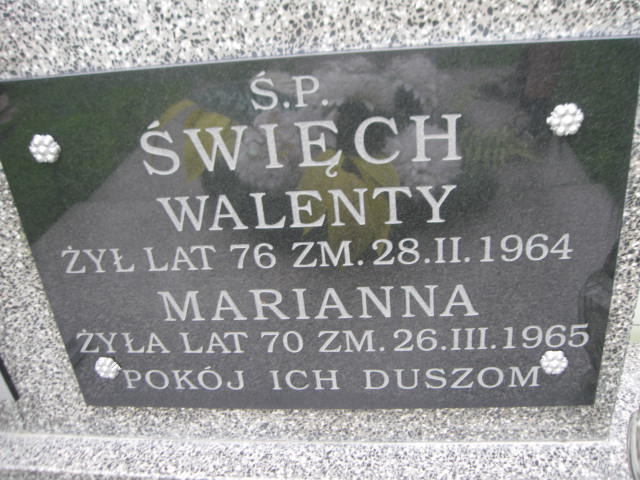 Ś.P.
ŚWIĘCH
WALENTY
ŻYŁ LAT 76 ZM. 28.II.1964
MARIANNA
ŻYŁA LAT 70 ZM. 26.III.1965
POKÓJ ICH DUSZOM